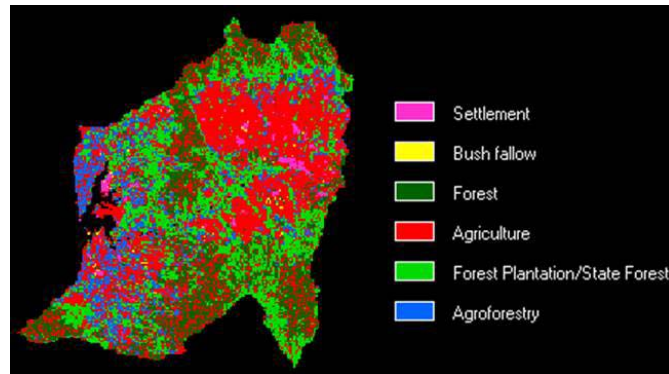 Settlement
Bush fallow
Forest
Agriculture
Forest Plantation/State Forest
Agroforestry